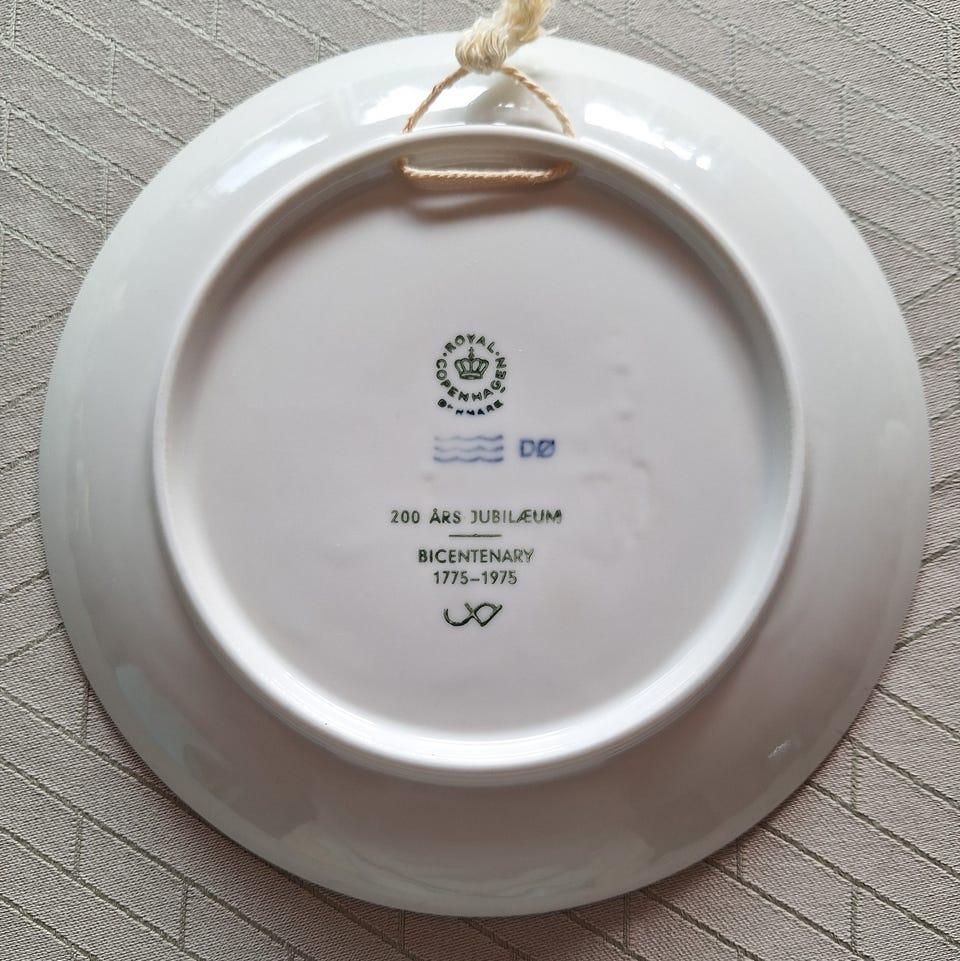 ROYAL
COPENHAGEN
DENMARK
DØ
200 ÅRS JUBILÆUM
BICENTENARY
1775–1975